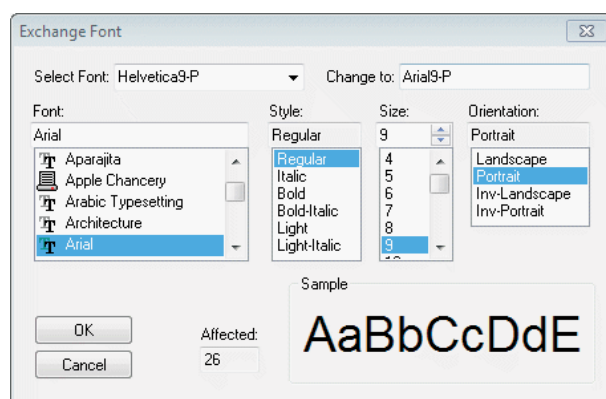 Exchange Font
Select Font: Helvetica9-P Change to: Arial9-P
Font: Style: Size: Orientation:
Arial Regular 9 Portrait
Aparajita Regular 4 Landscape
Apple Chancery Italic 5 Portrait
Arabic Typesetting Bold 6 Inv-Landscape
Architecture Bold-Italic 7 Inv-Portrait
Arial Light 8
Light-Italic 9
Sample
OK Affected: AaBbCcDdE
Cancel 26